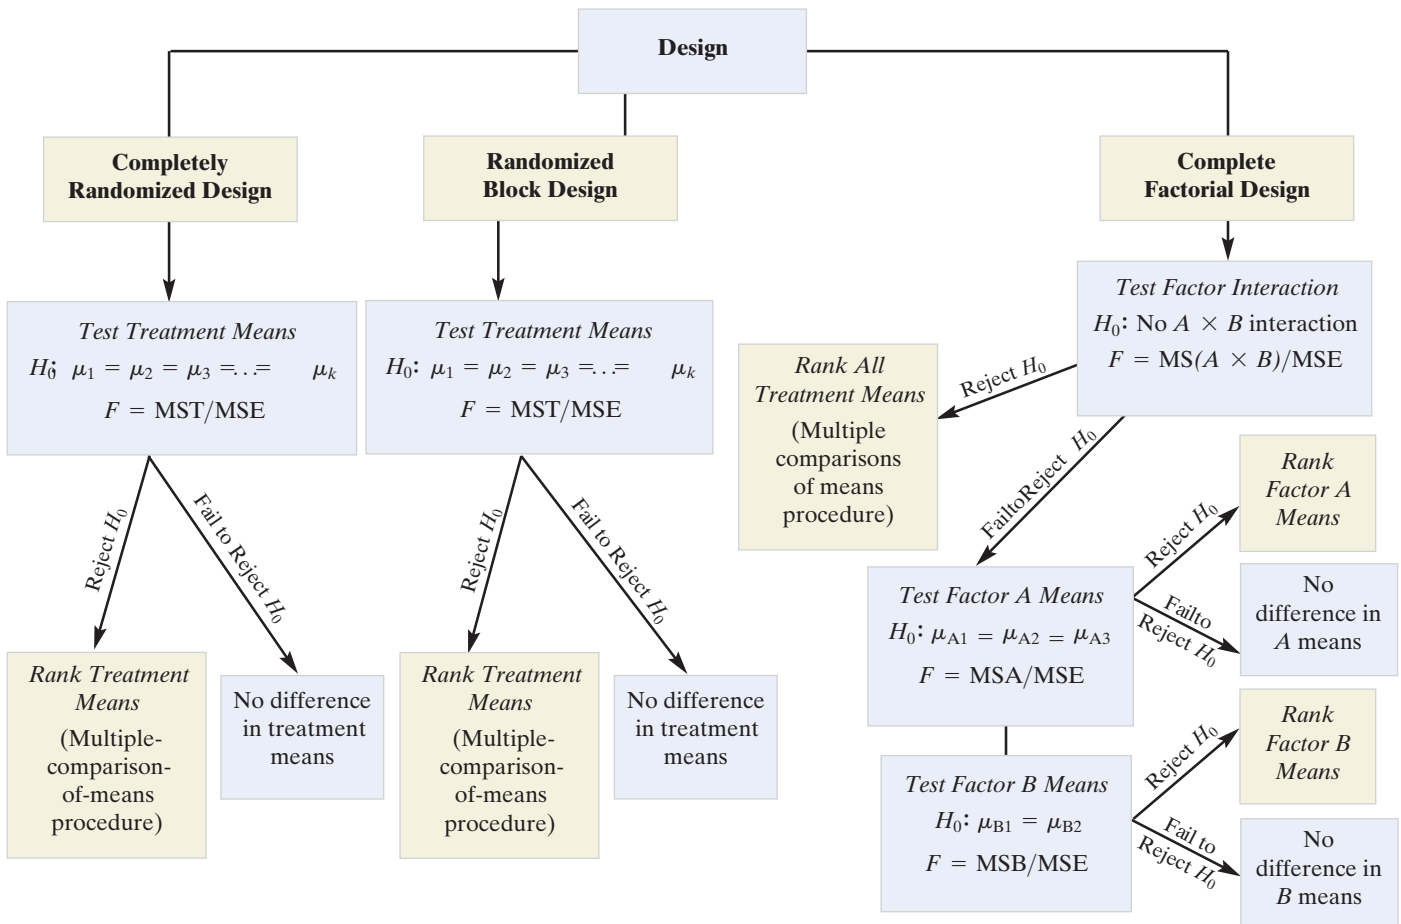 Design
Completely
Randomized Design
Randomized
Block Design
Complete
Factorial Design
Test Treatment Means
H₀: μ₁ = μ₂ = μ₃ =...= μₖ
F = MST/MSE
Reject H₀
Fail to Reject H₀
Rank Treatment
Means
(Multiple-
comparison-
of-means
procedure)
No difference
in treatment
means
Test Treatment Means
H₀: μ₁ = μ₂ = μ₃ =...= μₖ
F = MST/MSE
Reject H₀
Fail to Reject H₀
Rank Treatment
Means
(Multiple-
comparison-
of-means
procedure)
No difference
in treatment
means
Test Factor Interaction
H₀: No A × B interaction
F = MS(A × B)/MSE
Reject H₀
Rank All
Treatment Means
(Multiple
comparisons
of means
procedure)
FailtoReject H₀
Test Factor A Means
H₀: μA1 = μA2 = μA3
F = MSA/MSE
Reject H₀
Rank
Factor A
Means
Failto
Reject H₀
No
difference in
A means
Test Factor B Means
H₀: μB1 = μB2
F = MSB/MSE
Reject H₀
Rank
Factor B
Means
Fail to
Reject H₀
No
difference in
B means